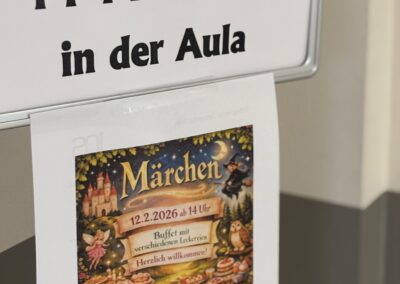 in der Aula
Märchen
12.2.2026 ab 14 Uhr
Buffet mit
verschiedenen Leckereien
Herzlich willkommen!